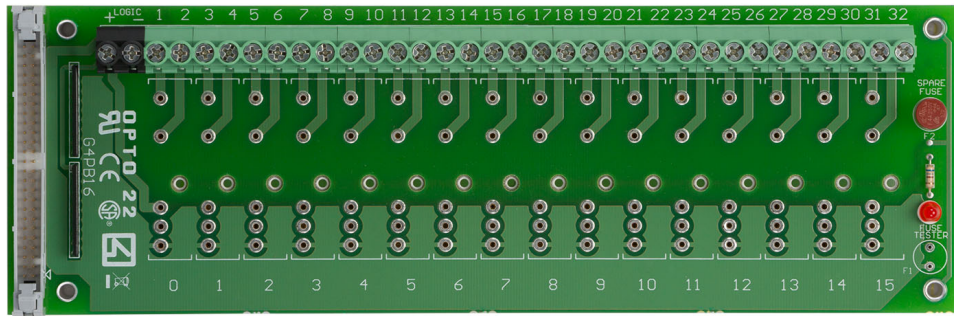 + LOGIC −
1 2 3 4 5 6 7 8 9 10 11 12 13 14 15 16 17 18 19 20 21 22 23 24 25 26 27 28 29 30 31 32
SPARE
FUSE
F2
OPTO 22
G4PB16
CE
FUSE
TESTER
F1
0 1 2 3 4 5 6 7 8 9 10 11 12 13 14 15